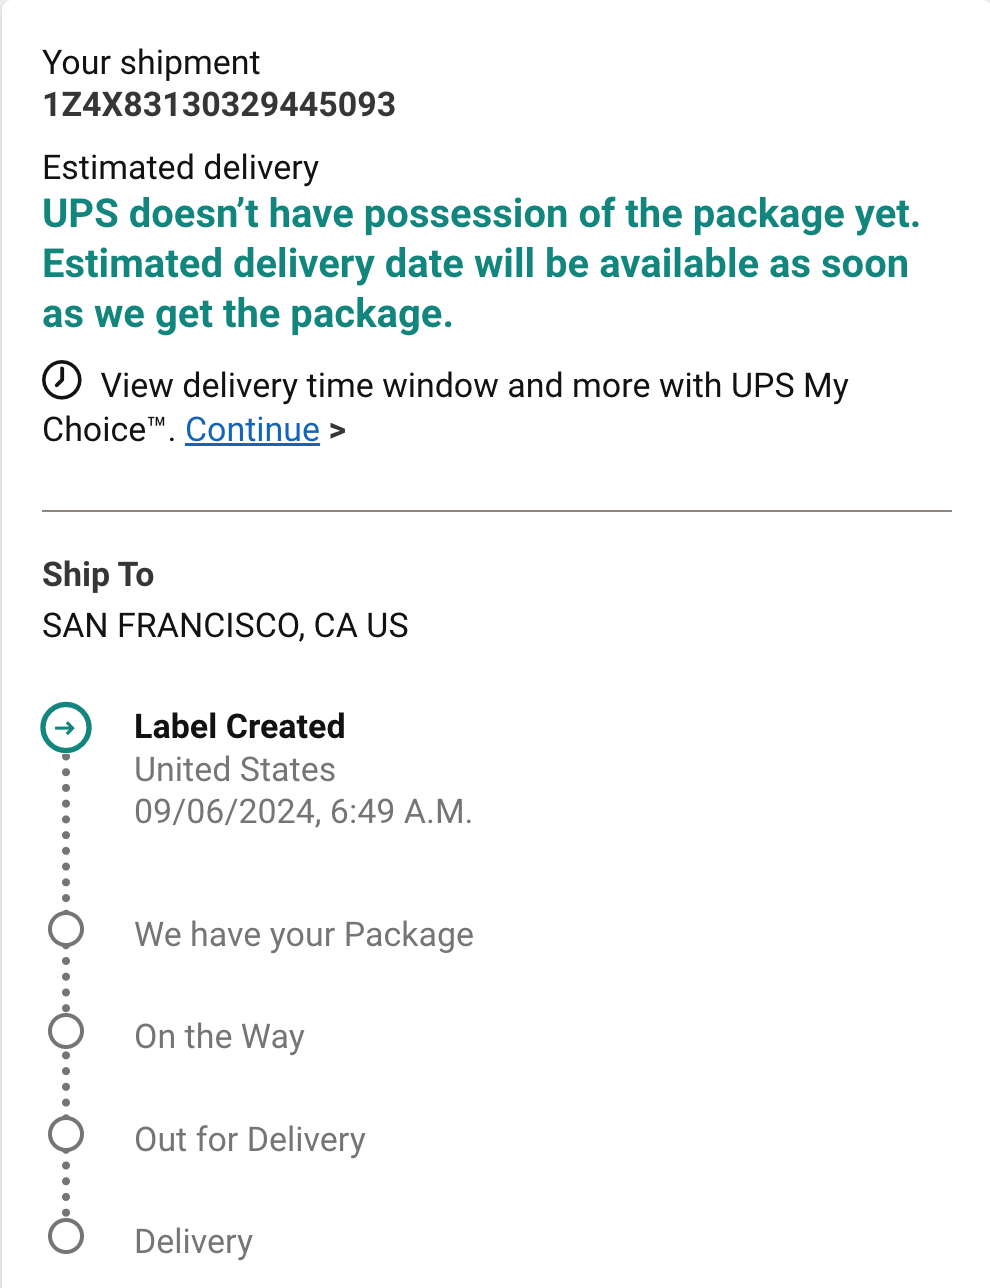 Your shipment
1Z4X83130329445093
Estimated delivery
UPS doesn’t have possession of the package yet.
Estimated delivery date will be available as soon
as we get the package.
View delivery time window and more with UPS My
Choice™. Continue >
Ship To
SAN FRANCISCO, CA US
Label Created
United States
09/06/2024, 6:49 A.M.
We have your Package
On the Way
Out for Delivery
Delivery